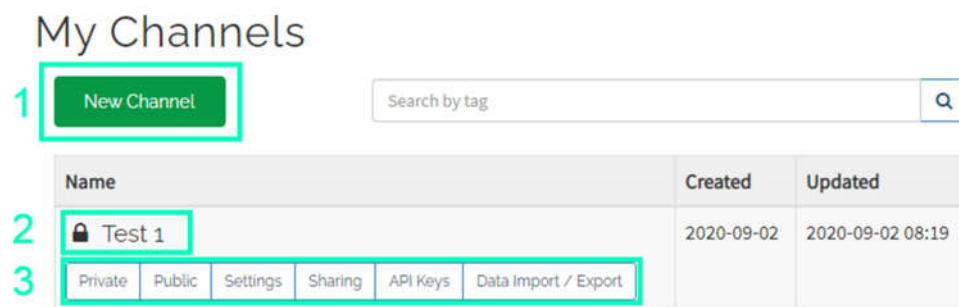 My Channels
1 New Channel Search by tag
Name Created Updated
2 Test 1 2020-09-02 2020-09-02 08:19
3 Private Public Settings Sharing API Keys Data Import / Export